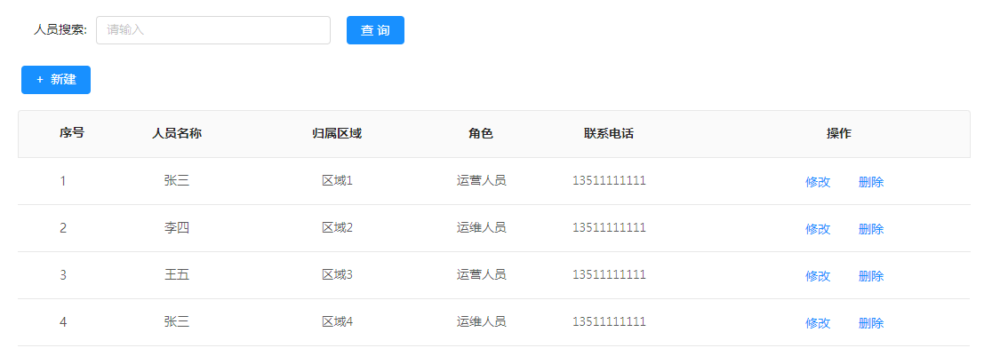 人员搜索: 请输入 查 询
+ 新建
序号 人员名称 归属区域 角色 联系电话 操作
1 张三 区域1 运营人员 13511111111 修改 删除
2 李四 区域2 运维人员 13511111111 修改 删除
3 王五 区域3 运营人员 13511111111 修改 删除
4 张三 区域4 运维人员 13511111111 修改 删除